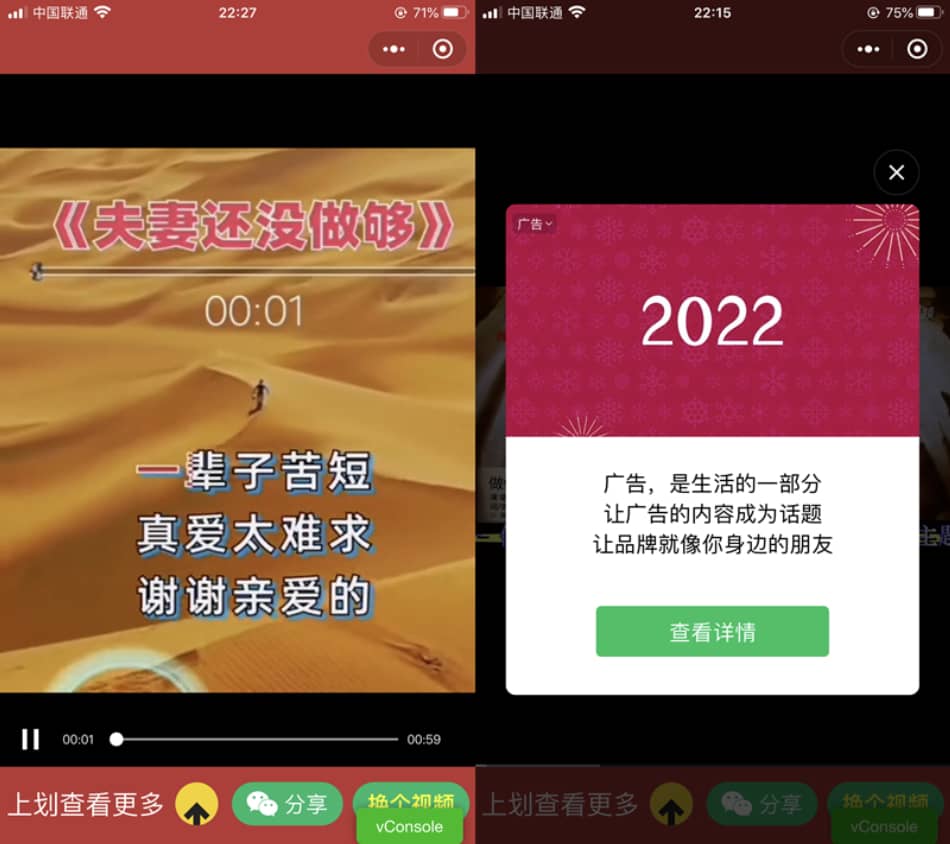 中国联通
22:27
71%
《夫妻还没做够》
00:01
一辈子苦短
真爱太难求
谢谢亲爱的
00:01
00:59
上划查看更多
分享
换个视频
vConsole
中国联通
22:15
75%
广告
2022
广告，是生活的一部分
让广告的内容成为话题
让品牌就像你身边的朋友
查看详情
上划查看更多
分享
换个视频
vConsole